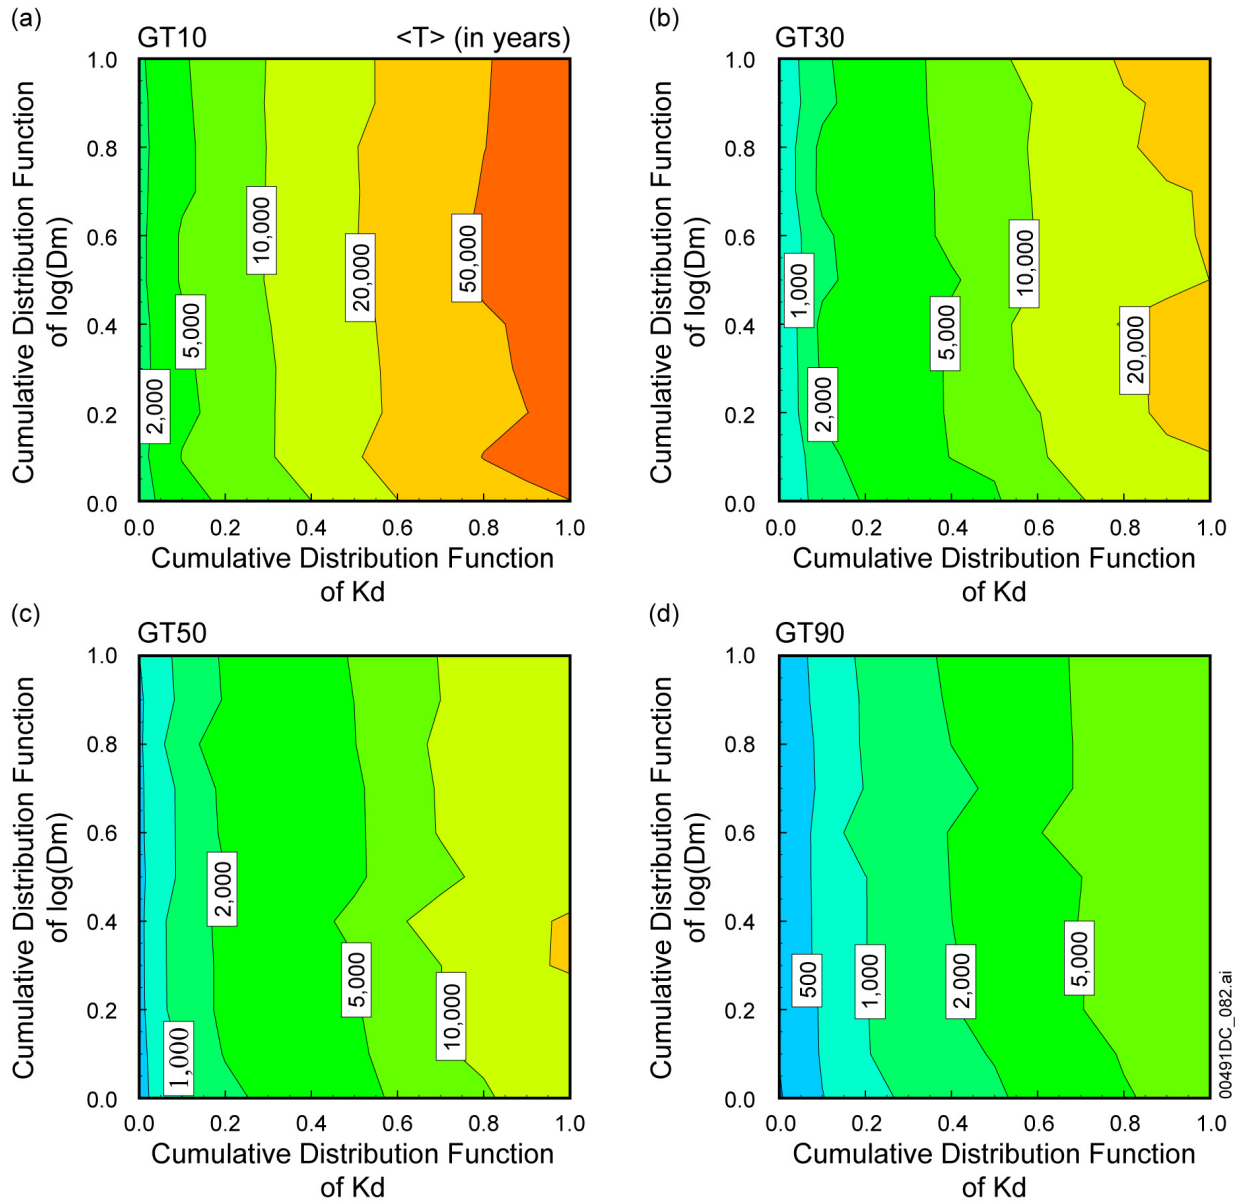 (a)
GT10 <T> (in years)
Cumulative Distribution Function
of log(Dm)
1.0
0.8
0.6
0.4
0.2
0.0
2,000
5,000
10,000
20,000
50,000
0.0 0.2 0.4 0.6 0.8 1.0
Cumulative Distribution Function
of Kd
(b)
GT30
Cumulative Distribution Function
of log(Dm)
1.0
0.8
0.6
0.4
0.2
0.0
1,000
2,000
5,000
10,000
20,000
0.0 0.2 0.4 0.6 0.8 1.0
Cumulative Distribution Function
of Kd
(c)
GT50
Cumulative Distribution Function
of log(Dm)
1.0
0.8
0.6
0.4
0.2
0.0
1,000
2,000
5,000
10,000
0.0 0.2 0.4 0.6 0.8 1.0
Cumulative Distribution Function
of Kd
(d)
GT90
Cumulative Distribution Function
of log(Dm)
1.0
0.8
0.6
0.4
0.2
0.0
500
1,000
2,000
5,000
0.0 0.2 0.4 0.6 0.8 1.0
Cumulative Distribution Function
of Kd
00491DC_082.ai